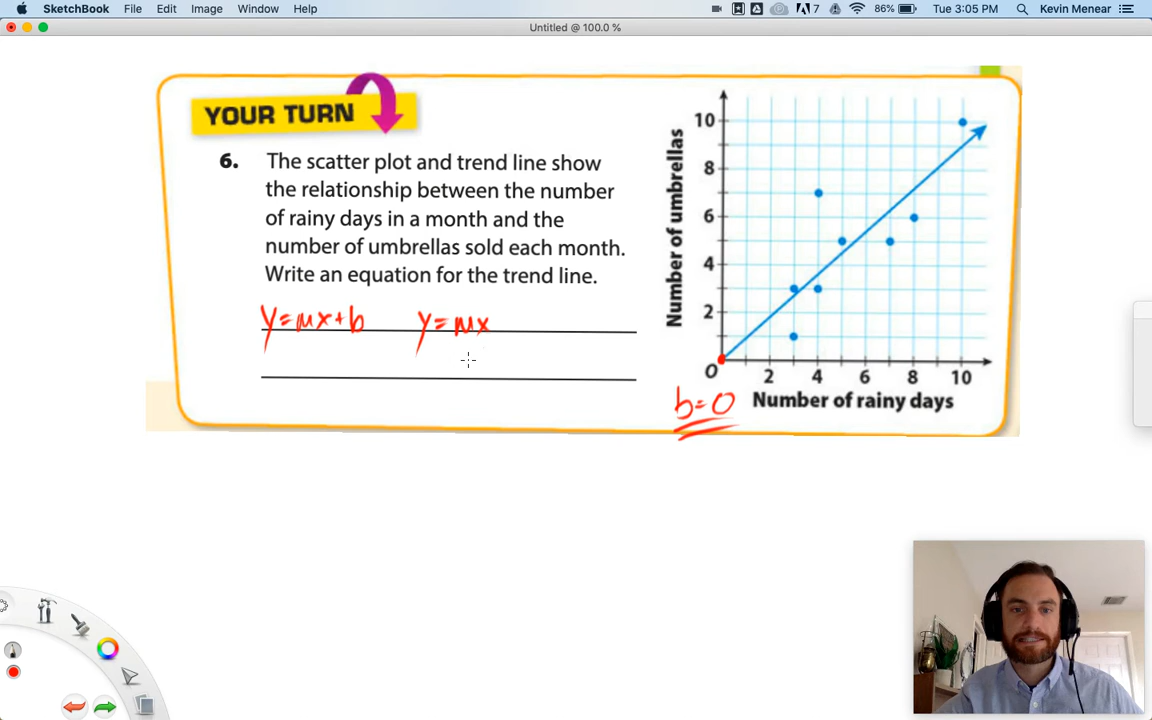 SketchBook File Edit Image Window Help
7 86% Tue 3:05 PM Kevin Menear
Untitled @ 100.0 %
YOUR TURN
6. The scatter plot and trend line show
the relationship between the number
of rainy days in a month and the
number of umbrellas sold each month.
Write an equation for the trend line.
y=mx+b y=mx
Number of umbrellas
10
8
6
4
2
O
2 4 6 8 10
Number of rainy days
b=0